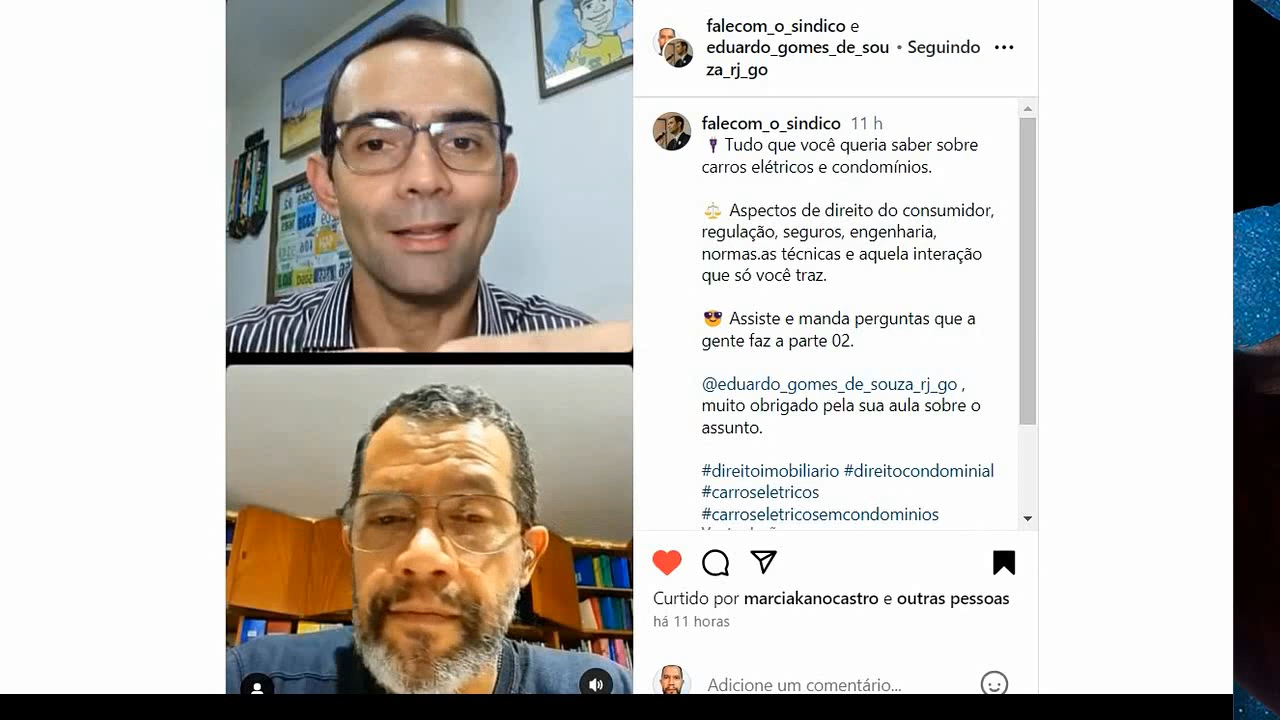 falecom_o_sindico e
eduardo_gomes_de_sou • Seguindo
za_rj_go
falecom_o_sindico 11 h
Tudo que você queria saber sobre
carros elétricos e condomínios.
Aspectos de direito do consumidor,
regulação, seguros, engenharia,
normas.as técnicas e aquela interação
que só você traz.
Assiste e manda perguntas que a
gente faz a parte 02.
@eduardo_gomes_de_souza_rj_go ,
muito obrigado pela sua aula sobre o
assunto.
#direitoimobiliario #direitocondominial
#carroseletricos
#carroseletricosemcondominios
Curtido por marciakanocastro e outras pessoas
há 11 horas
Adicione um comentário...